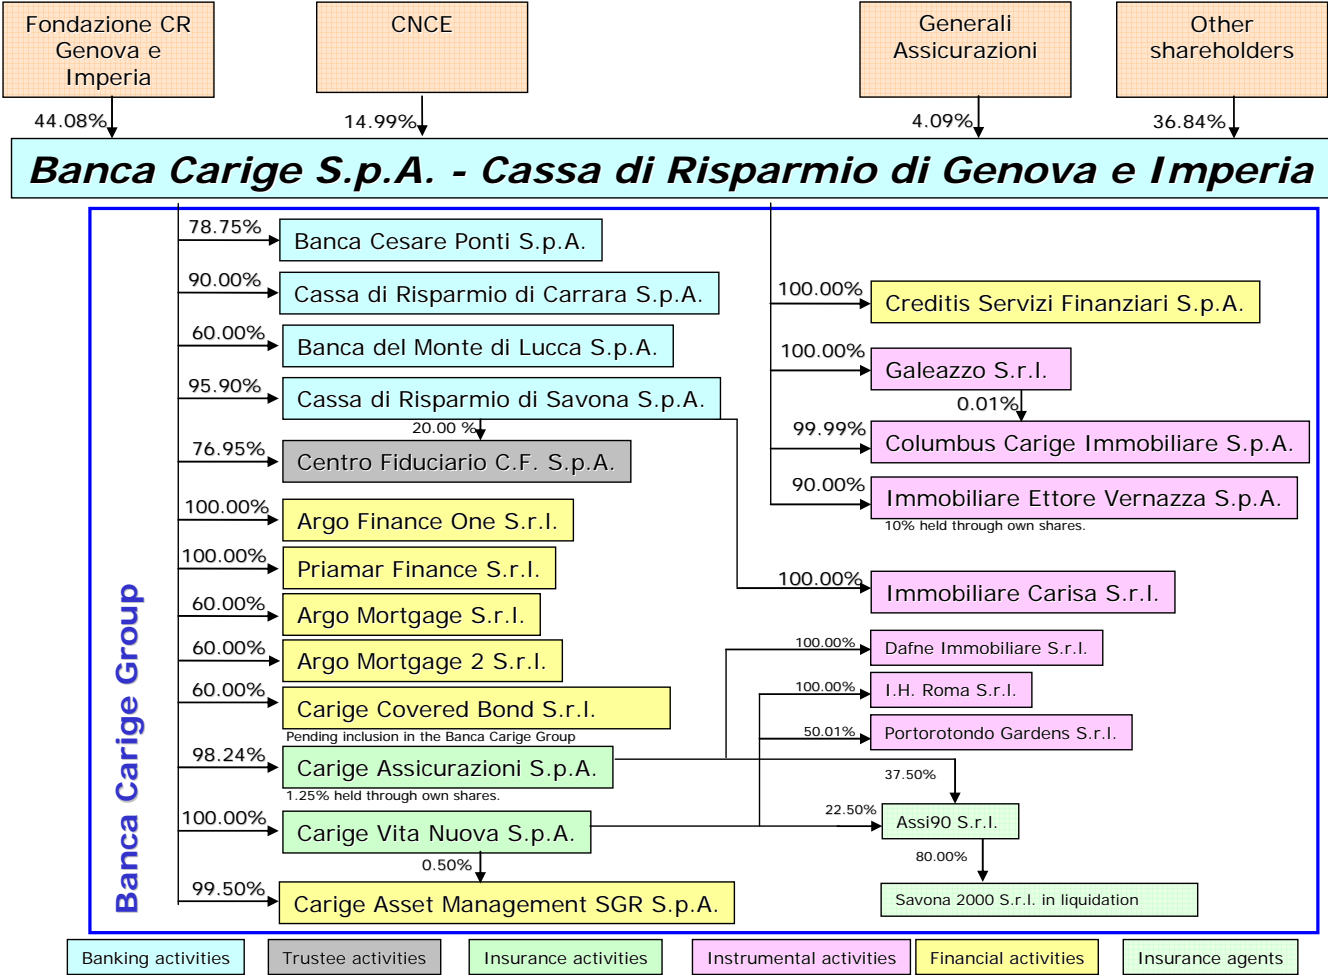 Fondazione CR
Genova e
Imperia
CNCE
Generali
Assicurazioni
Other
shareholders
44.08%
14.99%
4.09%
36.84%
Banca Carige S.p.A. - Cassa di Risparmio di Genova e Imperia
Banca Carige Group
78.75%
Banca Cesare Ponti S.p.A.
90.00%
Cassa di Risparmio di Carrara S.p.A.
60.00%
Banca del Monte di Lucca S.p.A.
95.90%
Cassa di Risparmio di Savona S.p.A.
20.00 %
76.95%
Centro Fiduciario C.F. S.p.A.
100.00%
Argo Finance One S.r.l.
100.00%
Priamar Finance S.r.l.
60.00%
Argo Mortgage S.r.l.
60.00%
Argo Mortgage 2 S.r.l.
60.00%
Carige Covered Bond S.r.l.
Pending inclusion in the Banca Carige Group
98.24%
Carige Assicurazioni S.p.A.
1.25% held through own shares.
100.00%
Carige Vita Nuova S.p.A.
0.50%
99.50%
Carige Asset Management SGR S.p.A.
100.00%
Creditis Servizi Finanziari S.p.A.
100.00%
Galeazzo S.r.l.
0.01%
99.99%
Columbus Carige Immobiliare S.p.A.
90.00%
Immobiliare Ettore Vernazza S.p.A.
10% held through own shares.
100.00%
Immobiliare Carisa S.r.l.
100.00%
Dafne Immobiliare S.r.l.
100.00%
I.H. Roma S.r.l.
50.01%
Portorotondo Gardens S.r.l.
37.50%
22.50%
Assi90 S.r.l.
80.00%
Savona 2000 S.r.l. in liquidation
Banking activities
Trustee activities
Insurance activities
Instrumental activities
Financial activities
Insurance agents